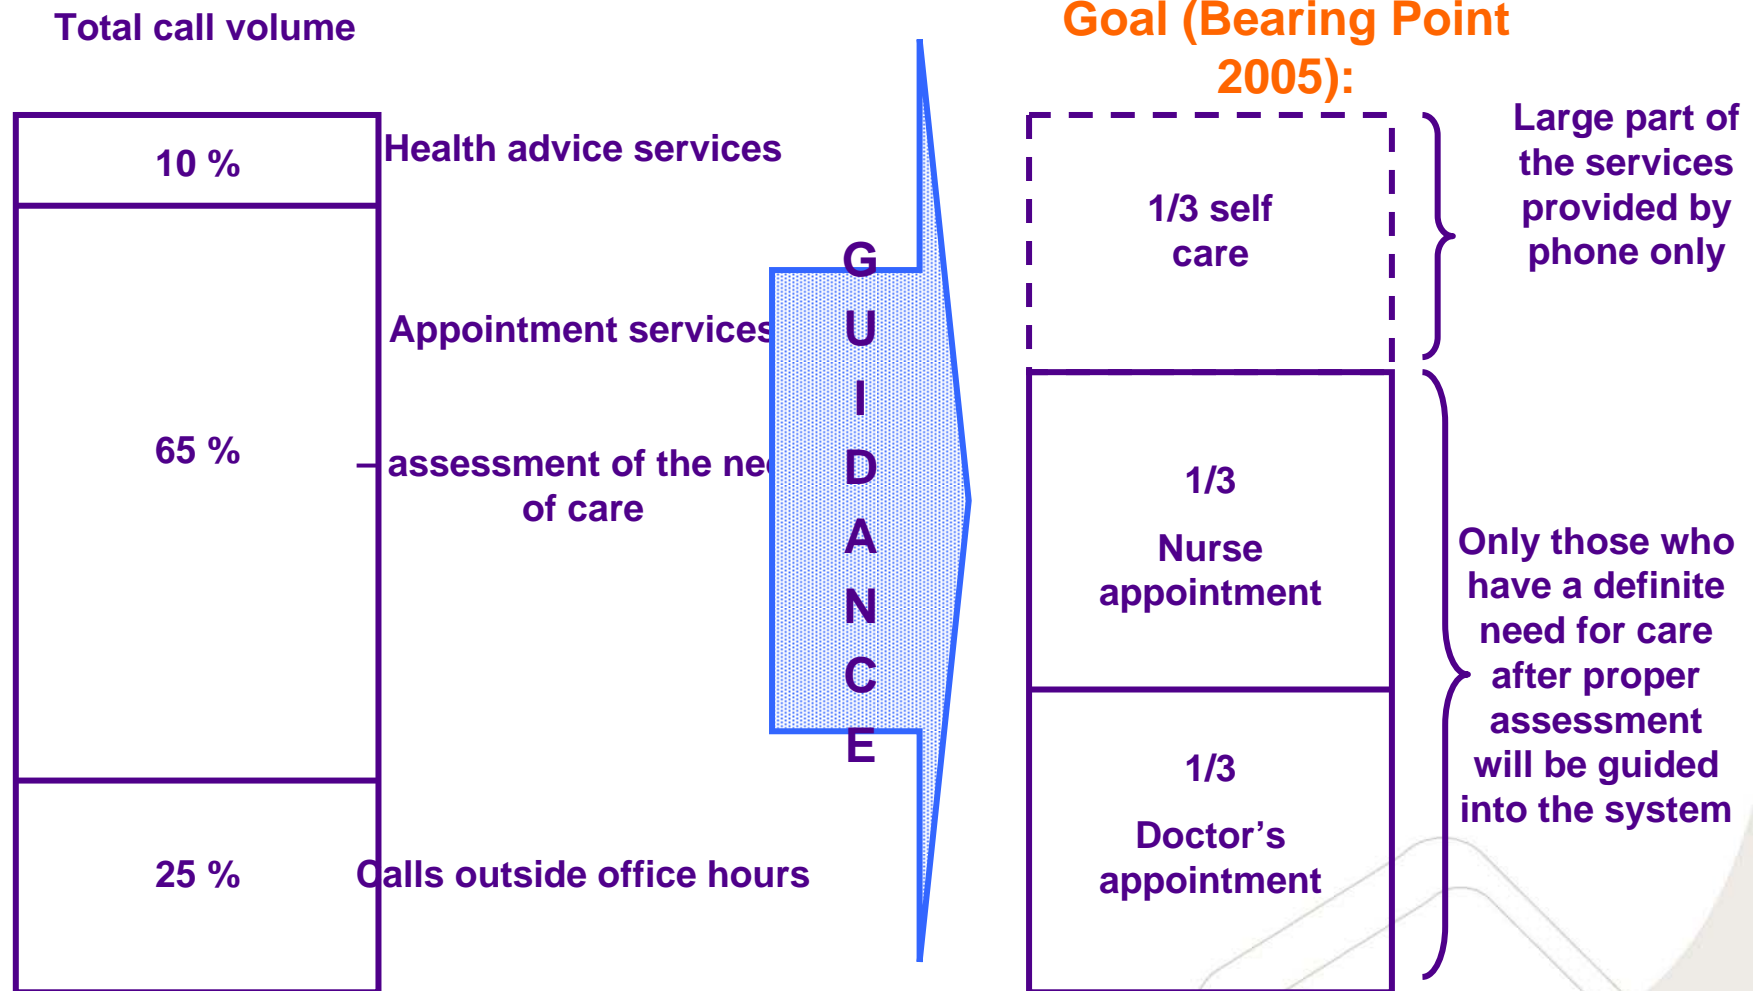 Total call volume
10 %
Health advice services
Appointment services
65 %
– assessment of the
of care
25 %
Calls outside office hours
G
U
I
D
A
N
C
E
Goal (Bearing Point
2005):
1/3 self
care
1/3
Nurse
appointment
1/3
Doctor’s
appointment
Large part of
the services
provided by
phone only
Only those who
have a definite
need for care
after proper
assessment
will be guided
into the system